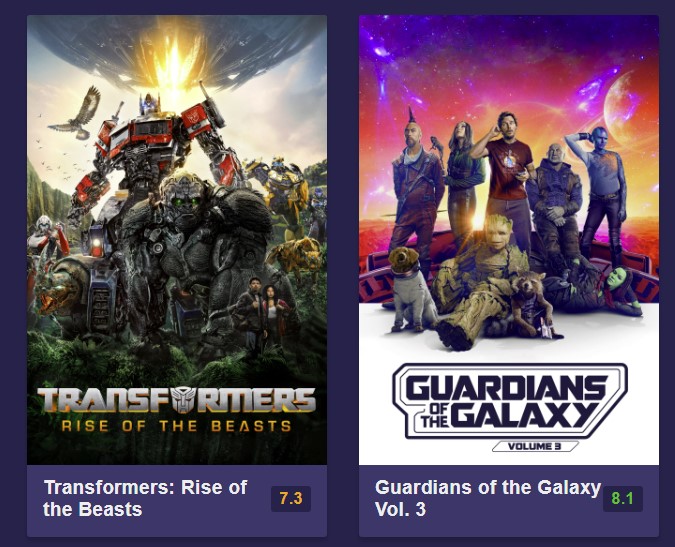 TRANSFORMERS
RISE OF THE BEASTS
GUARDIANS
OF THE GALAXY
VOLUME 3
Transformers: Rise of
the Beasts
7.3
Guardians of the Galaxy
Vol. 3
8.1